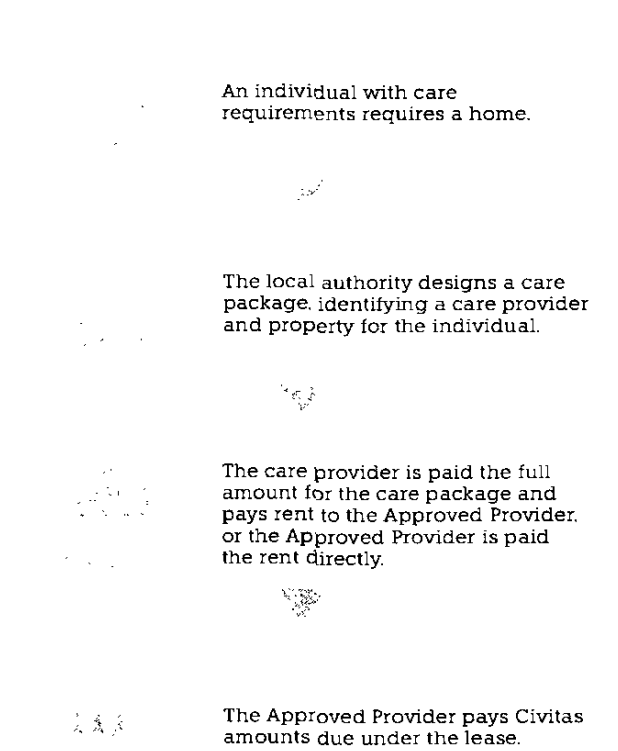 An individual with care
requirements requires a home.
The local authority designs a care
package, identifying a care provider
and property for the individual.
The care provider is paid the full
amount for the care package and
pays rent to the Approved Provider,
or the Approved Provider is paid
the rent directly.
The Approved Provider pays Civitas
amounts due under the lease.